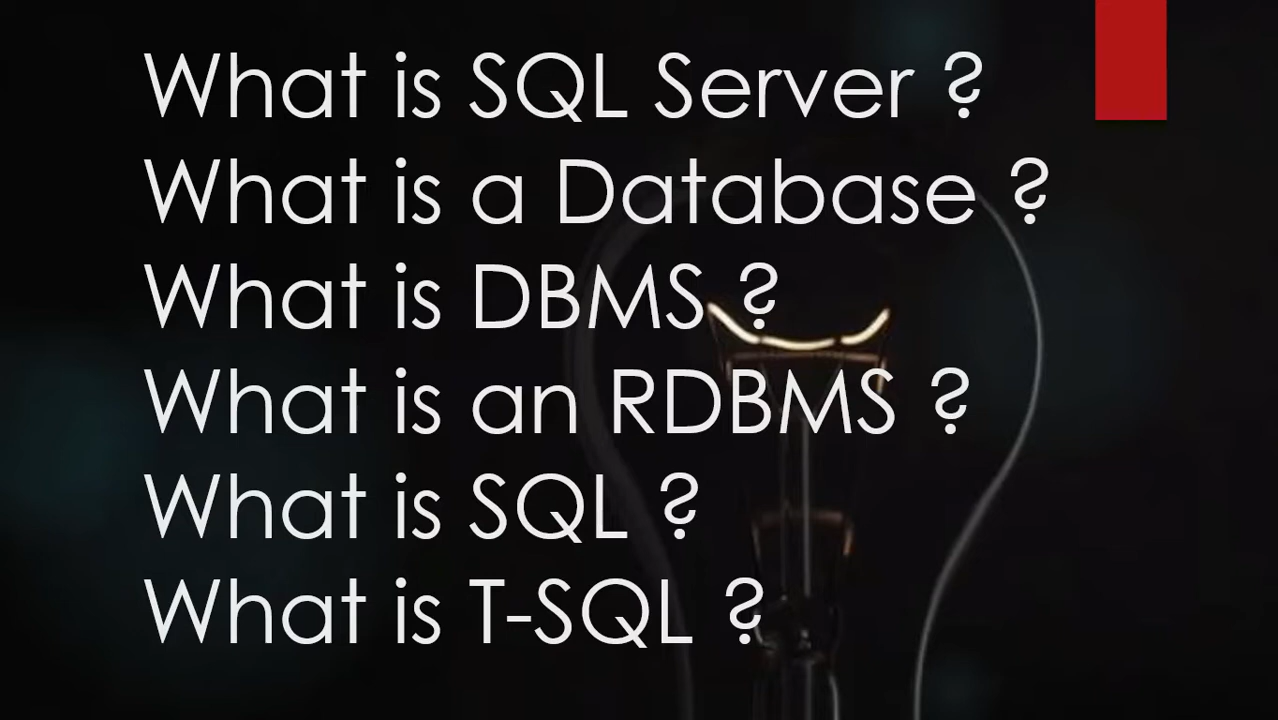 What is SQL Server ?
What is a Database ?
What is DBMS ?
What is an RDBMS ?
What is SQL ?
What is T-SQL ?